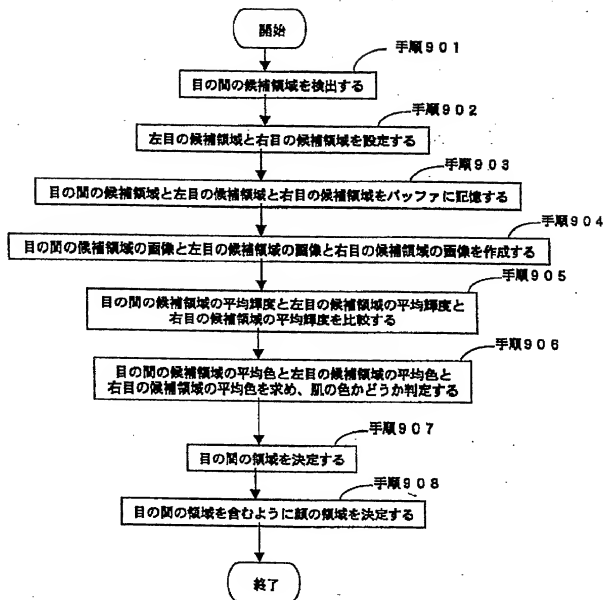 開始
手順901
目の間の候補領域を検出する
手順902
左目の候補領域と右目の候補領域を設定する
手順903
目の間の候補領域と左目の候補領域と右目の候補領域をバッファに記憶する
手順904
目の間の候補領域の画像と左目の候補領域の画像と右目の候補領域の画像を作成する
手順905
目の間の候補領域の平均輝度と左目の候補領域の平均輝度と
右目の候補領域の平均輝度を比較する
手順906
目の間の候補領域の平均色と左目の候補領域の平均色と
右目の候補領域の平均色を求め、肌の色かどうか判定する
手順907
目の間の領域を決定する
手順908
目の間の領域を含むように顔の領域を決定する
終了